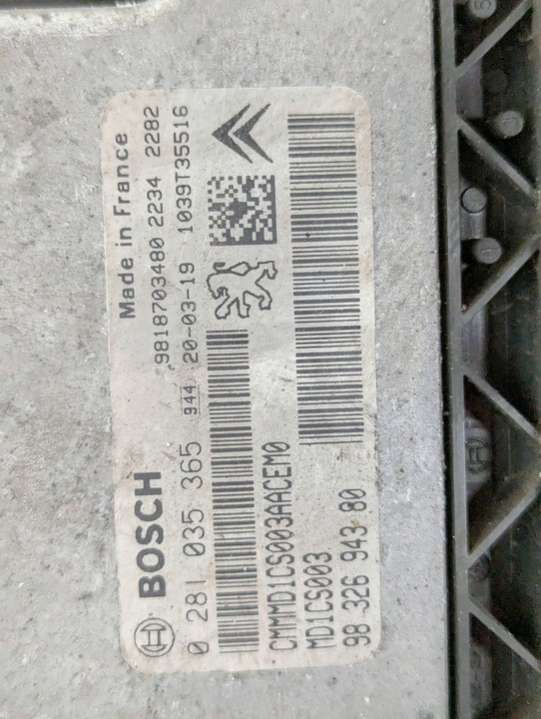 BOSCH Made in France
9818703480 2234 2282
0 281 035 365 944 20-03-19 1039T35516
CMMMD1CS003AACEM0
MD1CS003
98 326 943 80